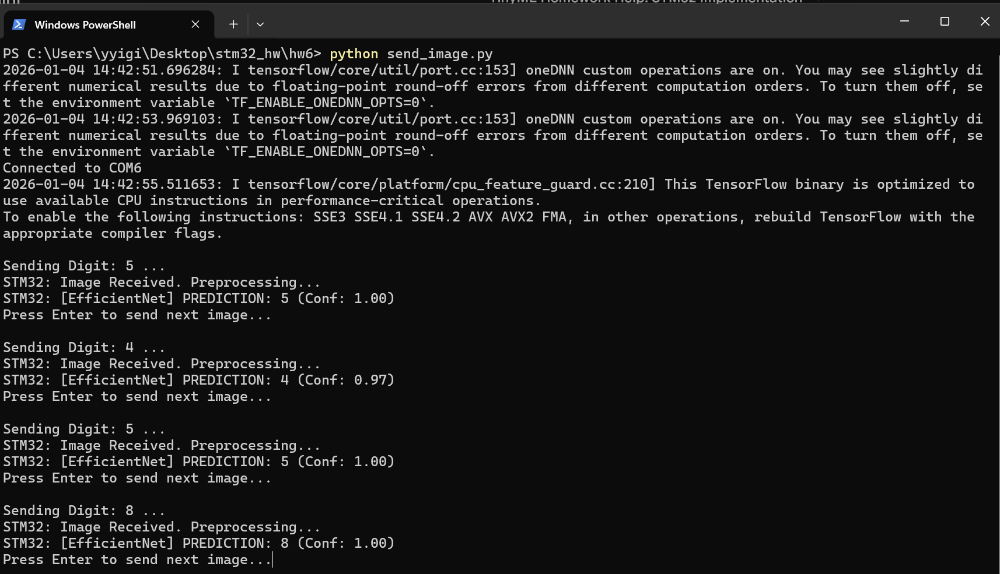 Windows PowerShell
PS C:\Users\yyigi\Desktop\stm32_hw\hw6> python send_image.py
2026-01-04 14:42:51.696284: I tensorflow/core/util/port.cc:153] oneDNN custom operations are on. You may see slightly di
fferent numerical results due to floating-point round-off errors from different computation orders. To turn them off, se
t the environment variable `TF_ENABLE_ONEDNN_OPTS=0`.
2026-01-04 14:42:53.969103: I tensorflow/core/util/port.cc:153] oneDNN custom operations are on. You may see slightly di
fferent numerical results due to floating-point round-off errors from different computation orders. To turn them off, se
t the environment variable `TF_ENABLE_ONEDNN_OPTS=0`.
Connected to COM6
2026-01-04 14:42:55.511653: I tensorflow/core/platform/cpu_feature_guard.cc:210] This TensorFlow binary is optimized to
use available CPU instructions in performance-critical operations.
To enable the following instructions: SSE3 SSE4.1 SSE4.2 AVX AVX2 FMA, in other operations, rebuild TensorFlow with the
appropriate compiler flags.
Sending Digit: 5 ...
STM32: Image Received. Preprocessing...
STM32: [EfficientNet] PREDICTION: 5 (Conf: 1.00)
Press Enter to send next image...
Sending Digit: 4 ...
STM32: Image Received. Preprocessing...
STM32: [EfficientNet] PREDICTION: 4 (Conf: 0.97)
Press Enter to send next image...
Sending Digit: 5 ...
STM32: Image Received. Preprocessing...
STM32: [EfficientNet] PREDICTION: 5 (Conf: 1.00)
Press Enter to send next image...
Sending Digit: 8 ...
STM32: Image Received. Preprocessing...
STM32: [EfficientNet] PREDICTION: 8 (Conf: 1.00)
Press Enter to send next image...